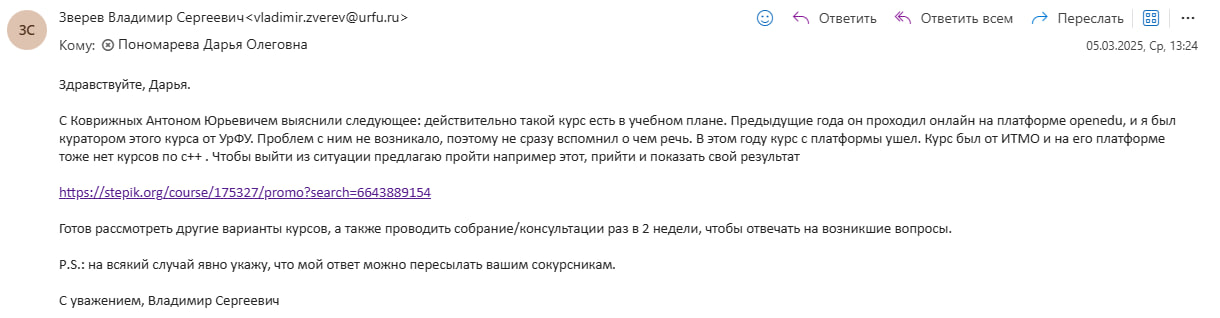 ЗС
Зверев Владимир Сергеевич<vladimir.zverev@urfu.ru>
Ответить
Ответить всем
Переслать
Кому: Пономарева Дарья Олеговна
05.03.2025, Ср, 13:24
Здравствуйте, Дарья.
С Коврижных Антоном Юрьевичем выяснили следующее: действительно такой курс есть в учебном плане. Предыдущие года он проходил онлайн на платформе openedu, и я был
куратором этого курса от УрФУ. Проблем с ним не возникало, поэтому не сразу вспомнил о чем речь. В этом году курс с платформы ушел. Курс был от ИТМО и на его платформе
тоже нет курсов по с++ . Чтобы выйти из ситуации предлагаю пройти например этот, прийти и показать свой результат
https://stepik.org/course/175327/promo?search=6643889154
Готов рассмотреть другие варианты курсов, а также проводить собрание/консультации раз в 2 недели, чтобы отвечать на возникшие вопросы.
P.S.: на всякий случай явно укажу, что мой ответ можно пересылать вашим сокурсникам.
С уважением, Владимир Сергеевич